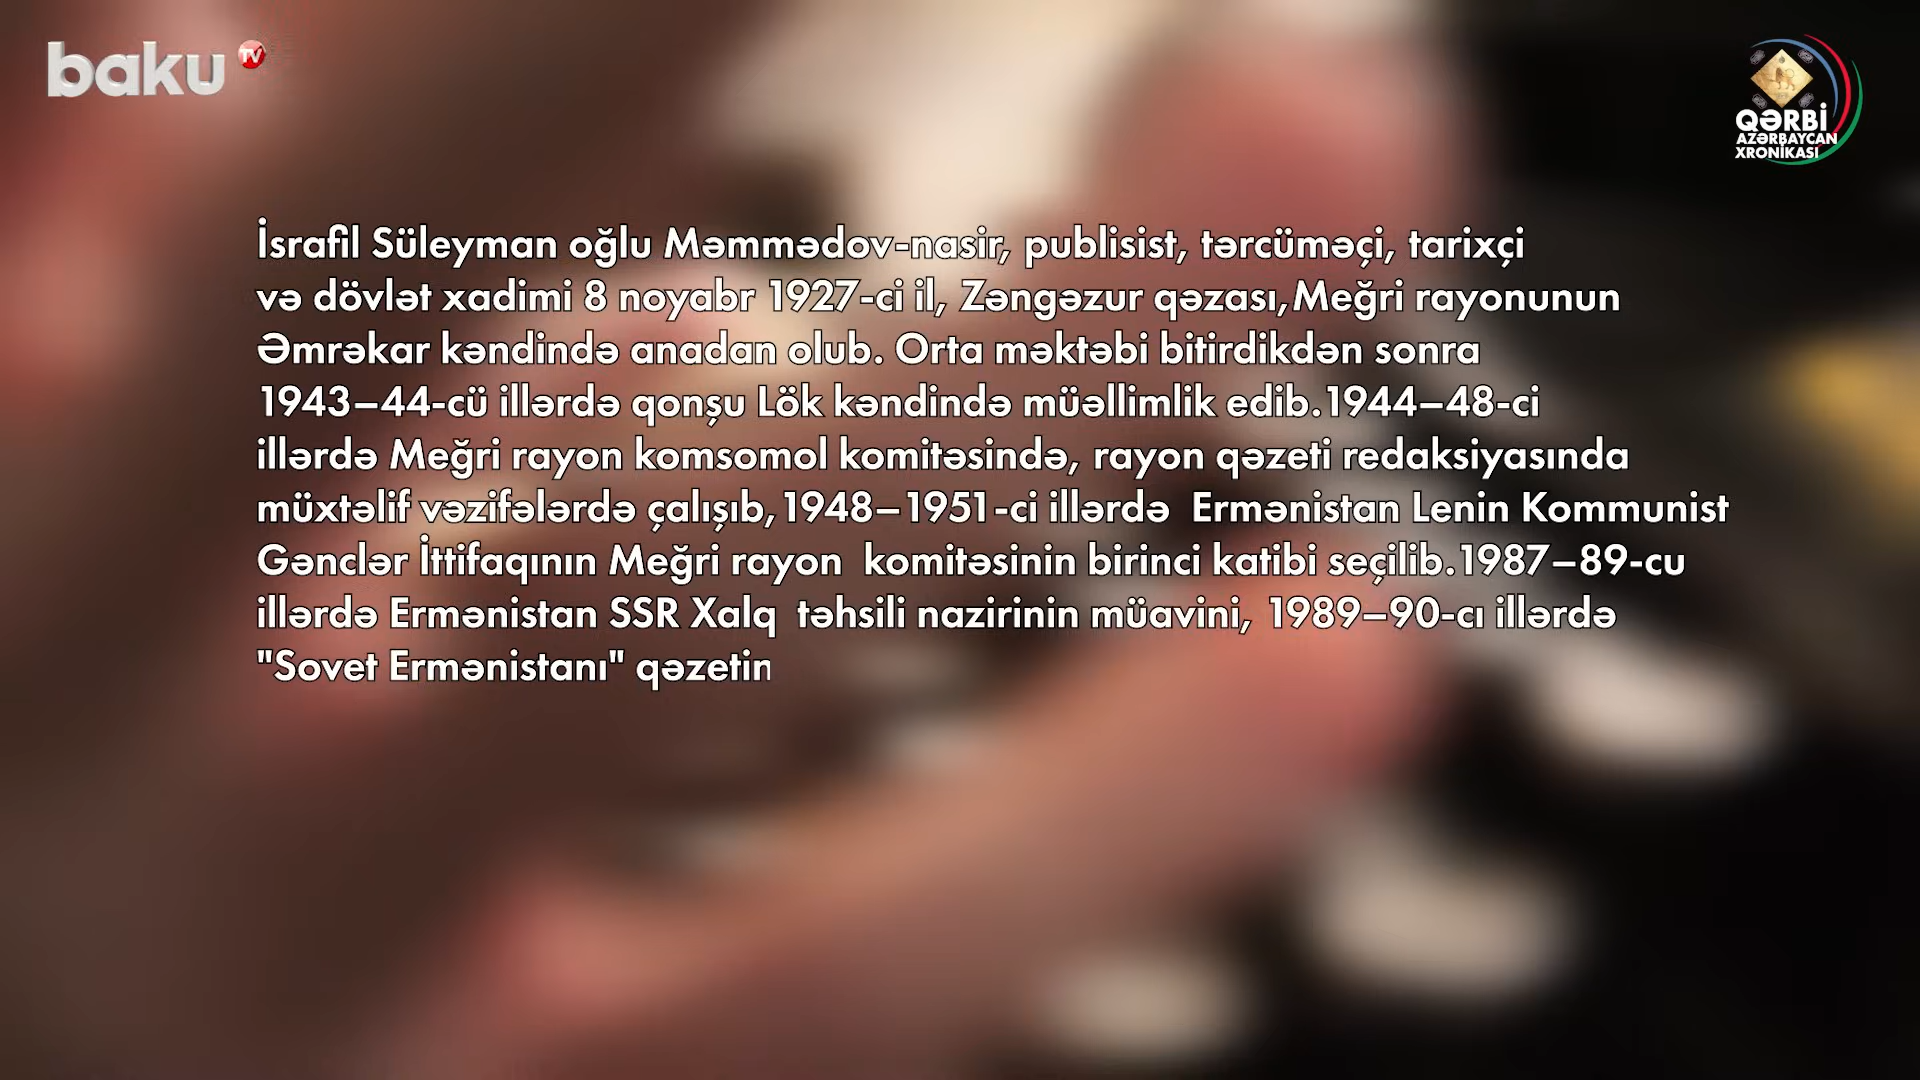 baku TV
QƏRBİ
AZƏRBAYCAN
XRONİKASI
İsrafil Süleyman oğlu Məmmədov-nasir, publisist, tərcüməçi, tarixçi
və dövlət xadimi 8 noyabr 1927-ci il, Zəngəzur qəzası,Meğri rayonunun
Əmrəkar kəndində anadan olub. Orta məktəbi bitirdikdən sonra
1943–44-cü illərdə qonşu Lök kəndində müəllimlik edib.1944–48-ci
illərdə Meğri rayon komsomol komitəsində, rayon qəzeti redaksiyasında
müxtəlif vəzifələrdə çalışıb,1948–1951-ci illərdə  Ermənistan Lenin Kommunist
Gənclər İttifaqının Meğri rayon  komitəsinin birinci katibi seçilib.1987–89-cu
illərdə Ermənistan SSR Xalq  təhsili nazirinin müavini, 1989–90-cı illərdə
"Sovet Ermənistanı" qəzetin